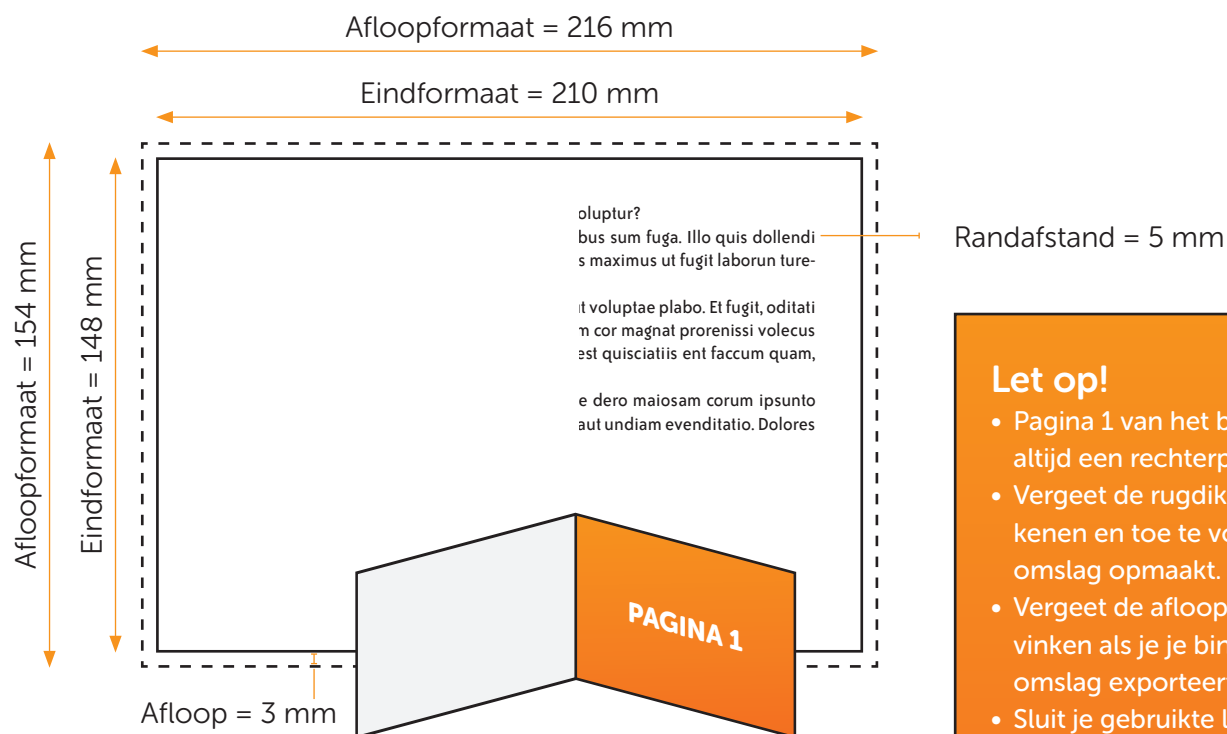 Afloopformaat = 216 mm
Eindformaat = 210 mm
Afloopformaat = 154 mm
Eindformaat = 148 mm
oluptur?
bus sum fuga. Illo quis dollendi
s maximus ut fugit laborun ture-
t voluptae plabo. Et fugit, oditati
m cor magnat prorenissi volecus
est quisciatiis ent faccum quam,
e dero maiosam corum ipsunto
aut undiam evenditatio. Dolores
Randafstand = 5 mm
PAGINA 1
Afloop = 3 mm
Let op!
• Pagina 1 van het b
altijd een rechterp
• Vergeet de rugdik
kenen en toe te vo
omslag opmaakt.
• Vergeet de afloop
vinken als je je bin
omslag exporteer
• Sluit je gebruikte l